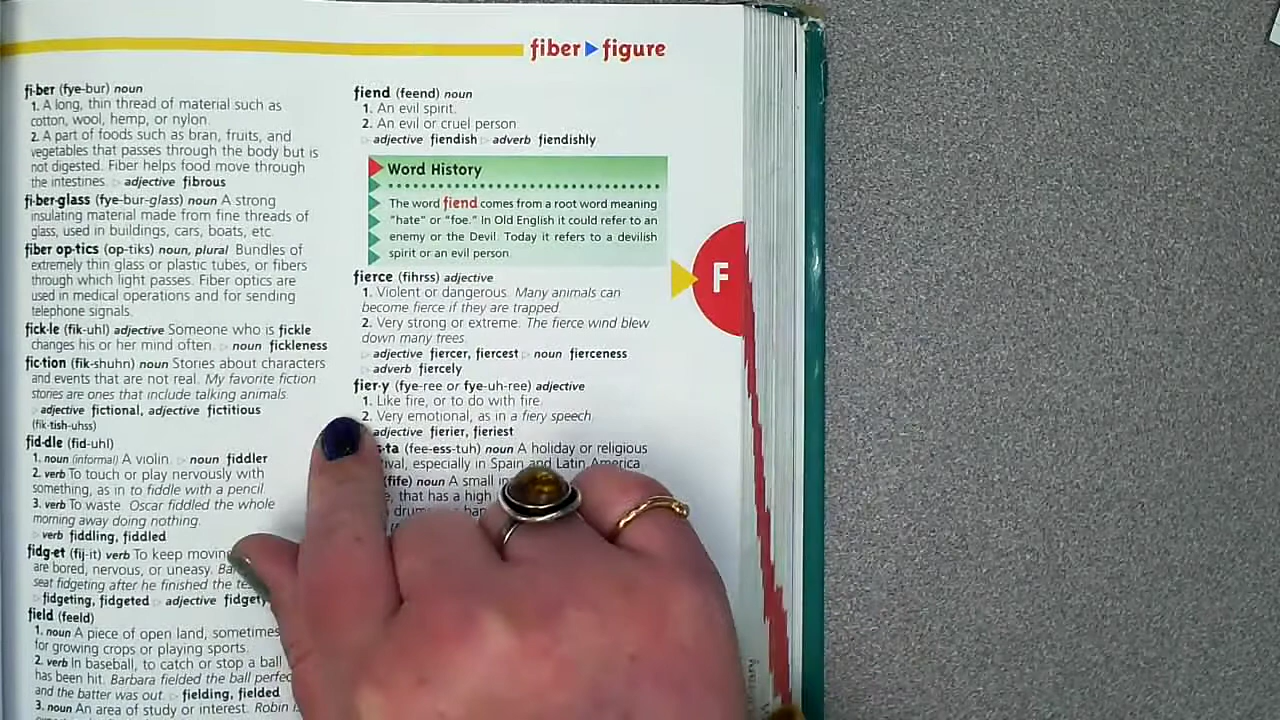 fiber ▶ figure
fi·ber (fye-bur) noun
1. A long, thin thread of material such as
cotton, wool, hemp, or nylon.
2. A part of foods such as bran, fruits, and
vegetables that passes through the body but is
not digested. Fiber helps food move through
the intestines. ▷ adjective fibrous
fi·ber·glass (fye-bur-glass) noun A strong
insulating material made from fine threads of
glass, used in buildings, cars, boats, etc.
fiber op·tics (op-tiks) noun, plural Bundles of
extremely thin glass or plastic tubes, or fibers
through which light passes. Fiber optics are
used in medical operations and for sending
telephone signals.
fick·le (fik-uhl) adjective Someone who is fickle
changes his or her mind often. ▷ noun fickleness
fic·tion (fik-shuhn) noun Stories about characters
and events that are not real. My favorite fiction
stories are ones that include talking animals.
▷ adjective fictional, adjective fictitious
(fik-tish-uhss)
fid·dle (fid-uhl)
1. noun (informal) A violin. ▷ noun fiddler
2. verb To touch or play nervously with
something, as in to fiddle with a pencil.
3. verb To waste. Oscar fiddled the whole
morning away doing nothing.
▷ verb fiddling, fiddled
fidg·et (fij-it) verb To keep moving
are bored, nervous, or uneasy.
seat fidgeting after he finished the
▷ fidgeting, fidgeted ▷ adjective fidgety
field (feeld)
1. noun A piece of open land, sometimes
for growing crops or playing sports.
2. verb In baseball, to catch or stop a ball
has been hit. Barbara fielded the ball
and the batter was out. ▷ fielding, fielded
3. noun An area of study or interest. Robin
fiend (feend) noun
1. An evil spirit.
2. An evil or cruel person.
▷ adjective fiendish ▷ adverb fiendishly
Word History
The word fiend comes from a root word meaning
"hate" or "foe." In Old English it could refer to an
enemy or the Devil. Today it refers to a devilish
spirit or an evil person.
fierce (fihrss) adjective
1. Violent or dangerous. Many animals can
become fierce if they are trapped.
2. Very strong or extreme. The fierce wind blew
down many trees.
▷ adjective fiercer, fiercest ▷ noun fierceness
▷ adverb fiercely
fier·y (fye-ree or fye-uh-ree) adjective
1. Like fire, or to do with fire.
2. Very emotional, as in a fiery speech.
adjective fierier, fieriest
(fee-ess-tuh) noun A holiday or religious
especially in Spain and Latin America.
(fife) noun A small
that has a high
F